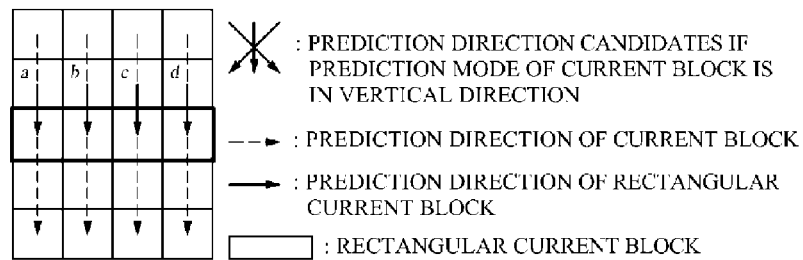 a b c d
: PREDICTION DIRECTION CANDIDATES IF
PREDICTION MODE OF CURRENT BLOCK IS
IN VERTICAL DIRECTION
: PREDICTION DIRECTION OF CURRENT BLOCK
: PREDICTION DIRECTION OF RECTANGULAR
CURRENT BLOCK
: RECTANGULAR CURRENT BLOCK